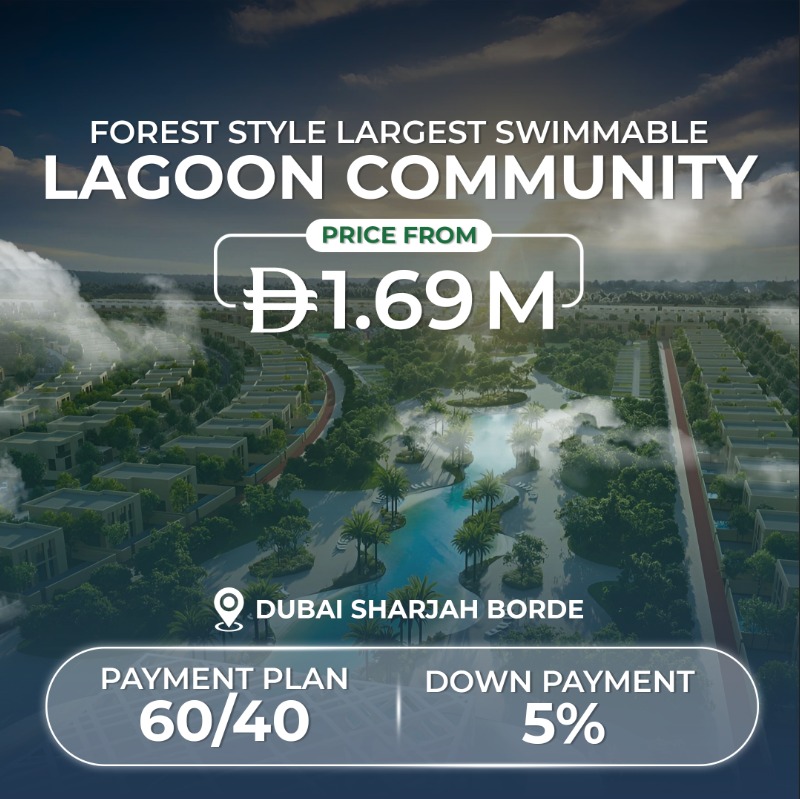 FOREST STYLE LARGEST SWIMMABLE
LAGOON COMMUNITY
PRICE FROM
1.69 M
DUBAI SHARJAH BORDE
PAYMENT PLAN
60/40
DOWN PAYMENT
5%